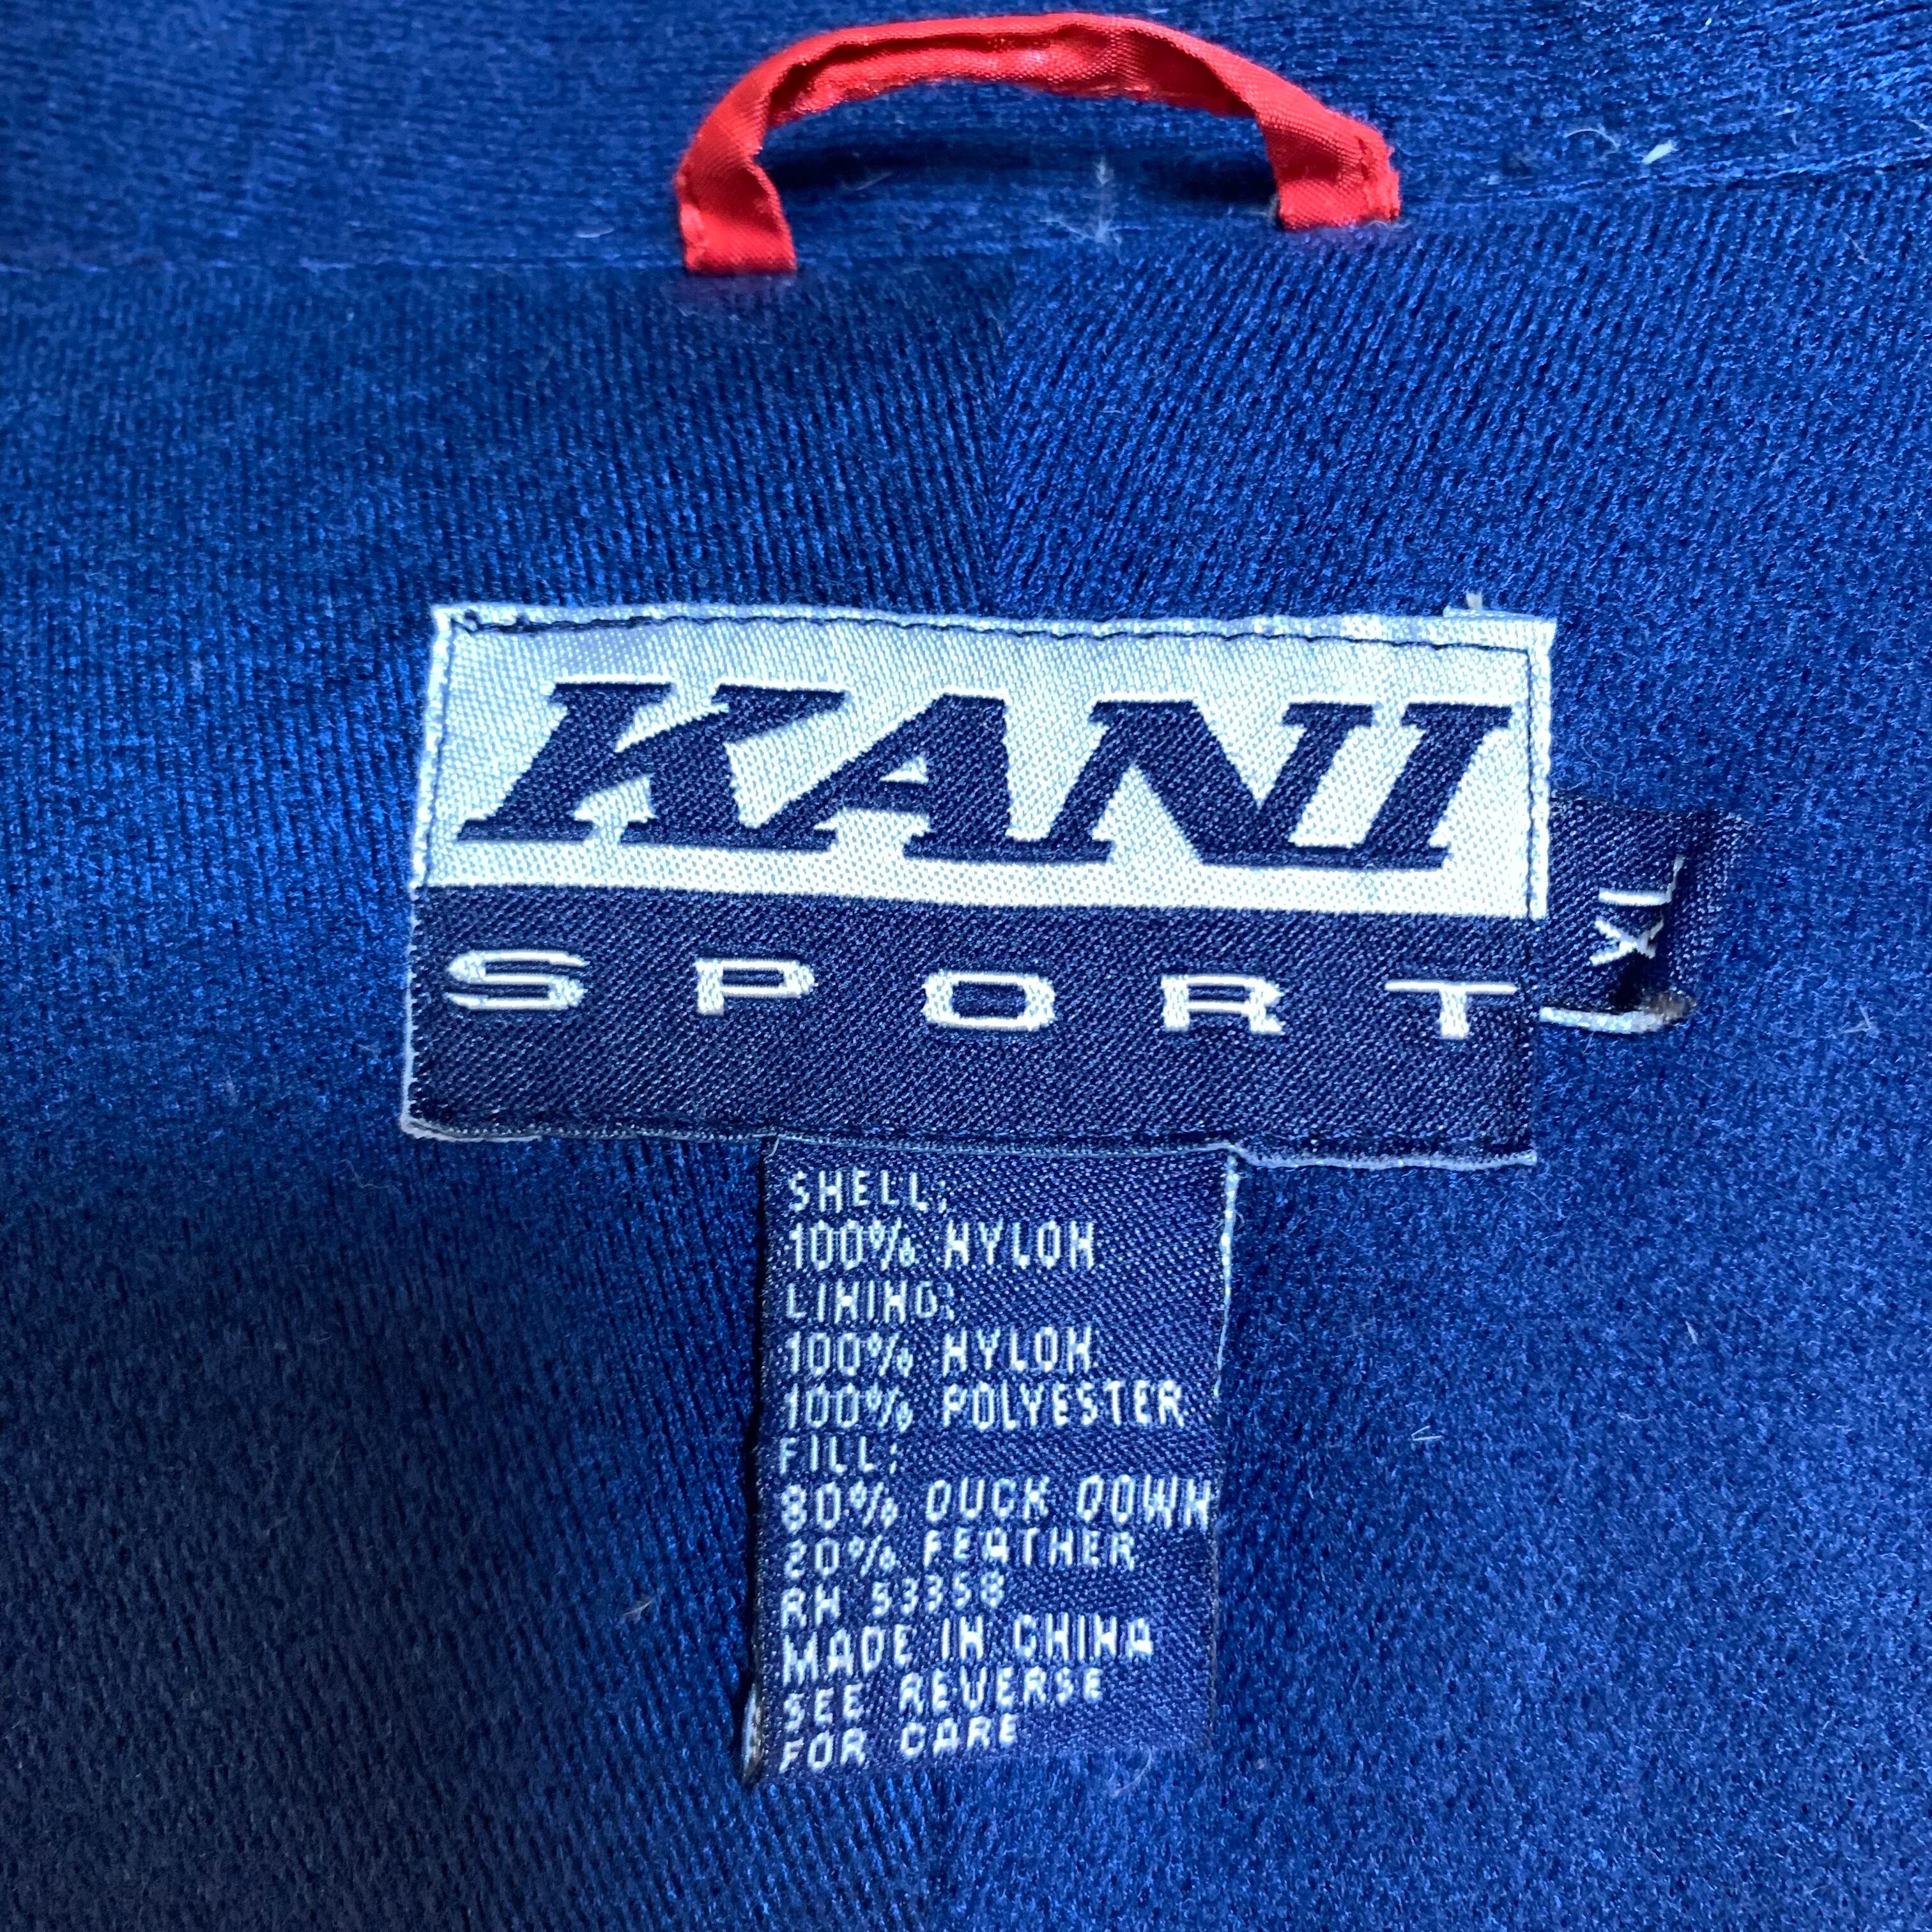 KANI
SPORT
XL
SHELL:
100% NYLON
LINING:
100% NYLON
100% POLYESTER
FILL:
80% DUCK DOWN
20% FEATHER
RN 53358
MADE IN CHINA
SEE REVERSE
FOR CARE